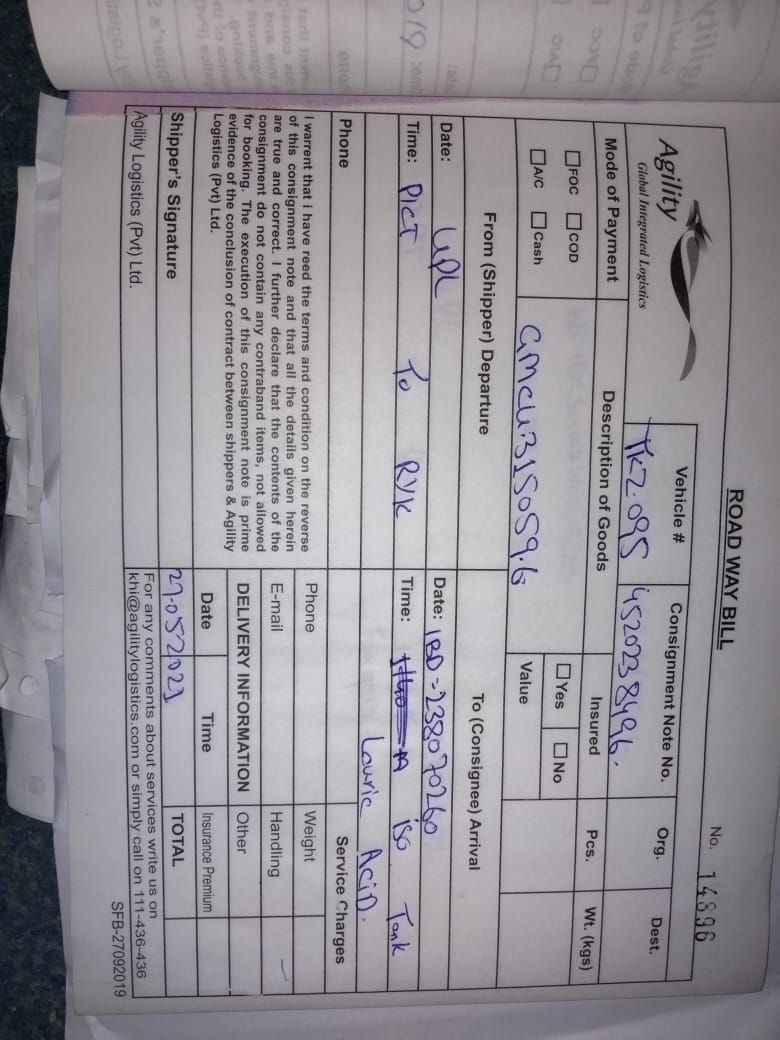 ROAD WAY BILL
No. 14896
Agility
Global Integrated Logistics
Vehicle #
TKZ.095
Consignment Note No.
4520238496.
Org.
Dest.
Mode of Payment
FOC COD
A/C Cash
Description of Goods
GMCU:315059.6
Insured
Yes No
Value
Pcs.
Wt. (kgs)
From (Shipper) Departure
Date: UPL
Time: PICT To RYK
Phone
To (Consignee) Arrival
Date: IBD-238070260
Time: ISO Tank
Lauric ACiD.
Service Charges
Phone
Weight
E-mail
Handling
DELIVERY INFORMATION
Other
Date Time
Insurance Premium
27.05.2021
TOTAL
I warrent that i have reed the terms and condition on the reverse
of this consignment note and that all the details given herein
are true and correct. I further declare that the contents of the
consignment do not contain any contraband items, not allowed
for booking. The execution of this consignment note is prime
evidence of the conclusion of contract between shippers & Agility
Logistics (Pvt) Ltd.
Shipper's Signature
Agility Logistics (Pvt) Ltd.
For any comments about services write us on
khi@agilitylogistics.com or simply call on 111-436-436
SFB-27092019